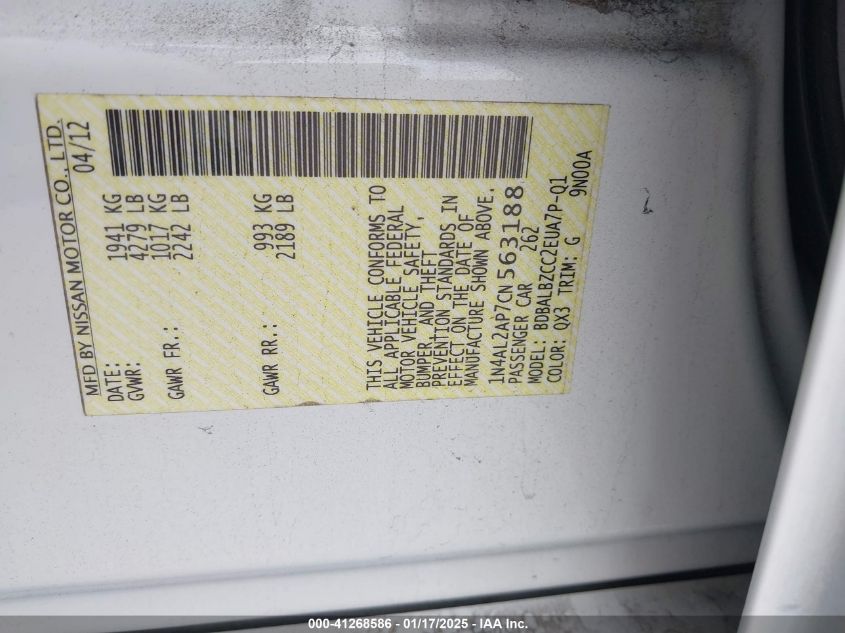 MFD BY NISSAN MOTOR CO., LTD.
DATE: 04/12
GVWR: 1941 KG
4279 LB
GAWR FR.: 1017 KG
2242 LB
GAWR RR.: 993 KG
2189 LB
THIS VEHICLE CONFORMS TO
ALL APPLICABLE FEDERAL
MOTOR VEHICLE SAFETY,
BUMPER, AND THEFT
PREVENTION STANDARDS IN
EFFECT ON THE DATE OF
MANUFACTURE SHOWN ABOVE.
1N4AL2AP7CN563188
PASSENGER CAR 262
MODEL: BDBALBZCC2EUA7P-Q1
COLOR: QX3 TRIM: G 9N00A
000-41268586 - 01/17/2025 - IAA Inc.